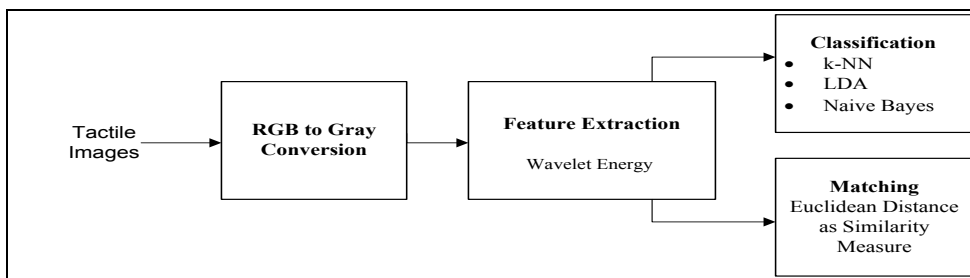 Tactile
Images
RGB to Gray
Conversion
Feature Extraction
Wavelet Energy
Classification
• k-NN
• LDA
• Naive Bayes
Matching
Euclidean Distance
as Similarity
Measure